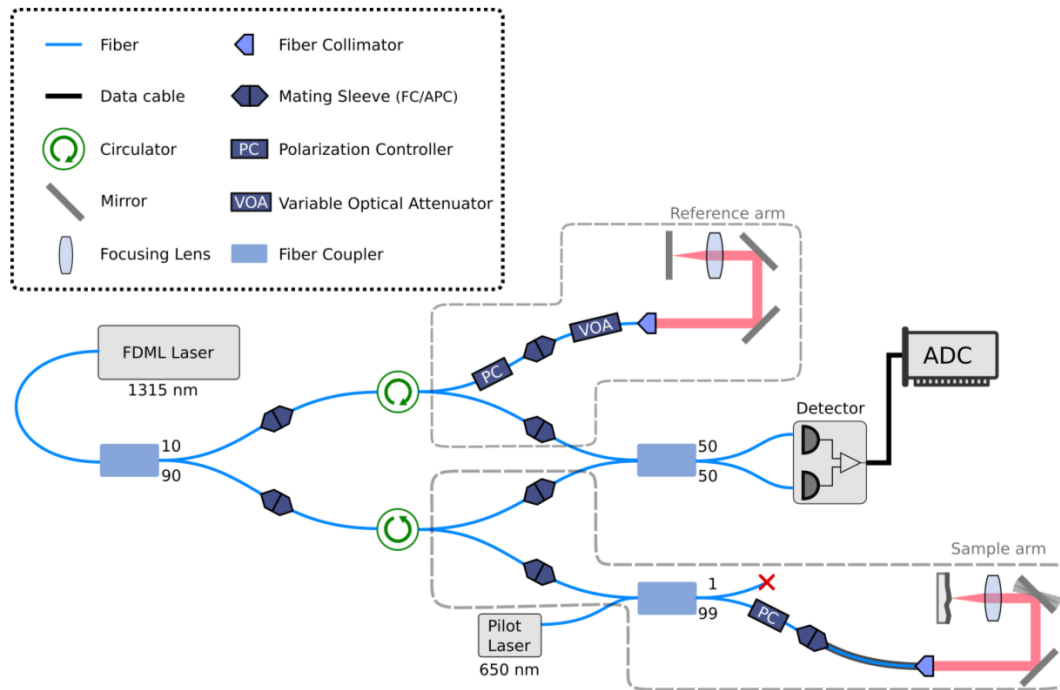 Fiber
Fiber Collimator
Data cable
Mating Sleeve (FC/APC)
Circulator
PC
Polarization Controller
Mirror
VOA
Variable Optical Attenuator
Focusing Lens
Fiber Coupler
Reference arm
FDML Laser
1315 nm
VOA
PC
ADC
Detector
10
90
50
50
Sample arm
1
99
PC
Pilot
Laser
650 nm